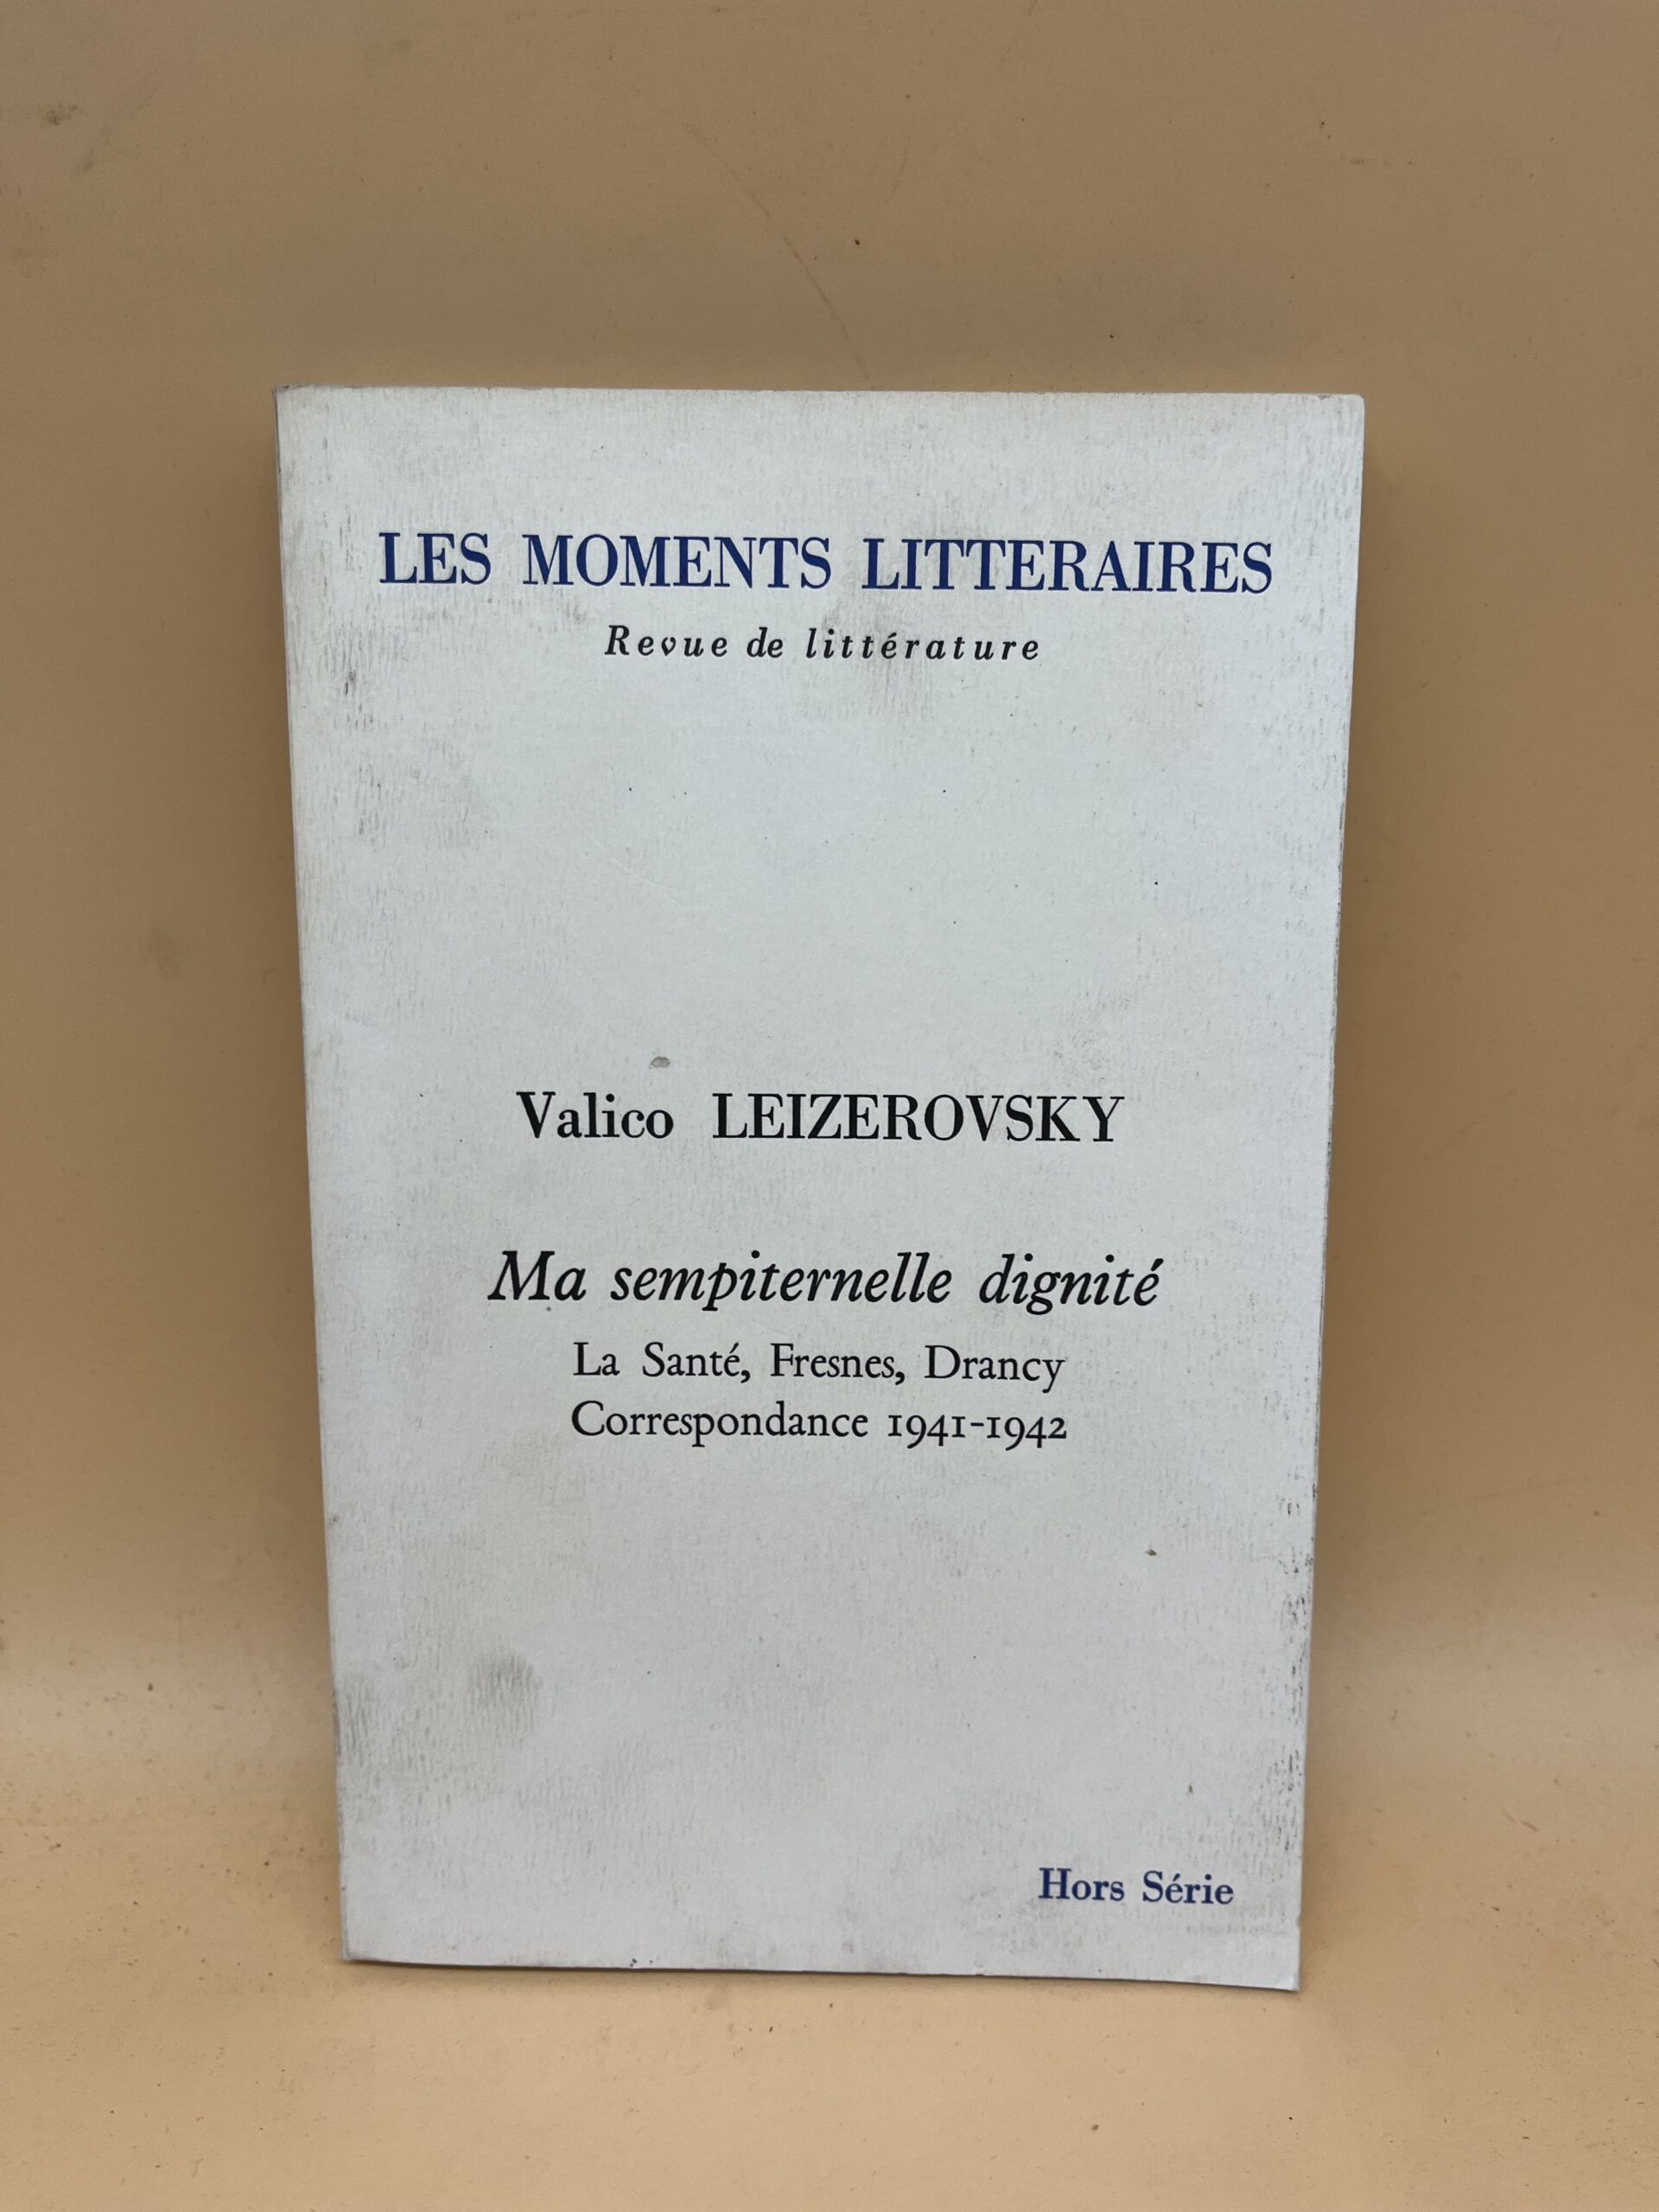 LES MOMENTS LITTERAIRES
Revue de littérature
Valico LEIZEROVSKY
Ma sempiternelle dignité
La Santé, Fresnes, Drancy
Correspondance 1941-1942
Hors Série